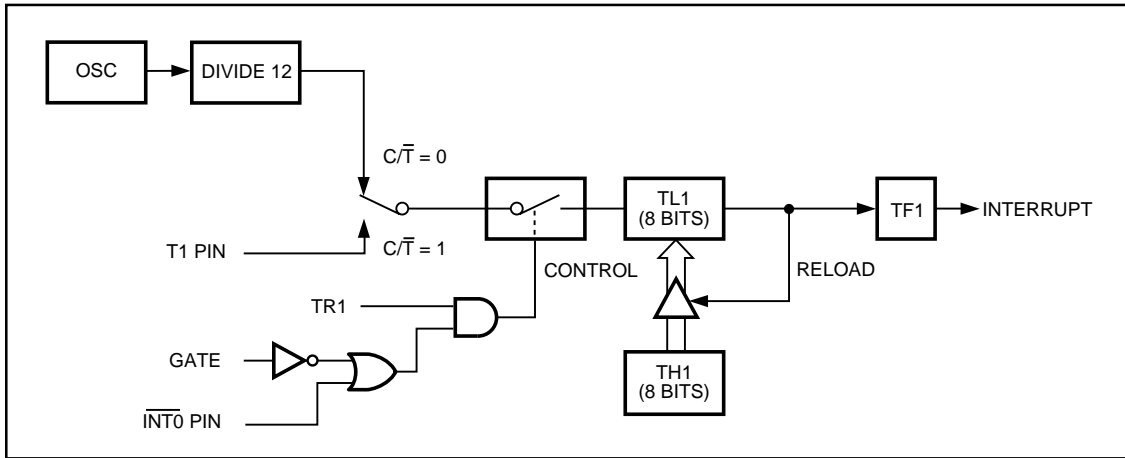 OSC
DIVIDE 12
C/T̅ = 0
TL1
(8 BITS)
TF1
INTERRUPT
T1 PIN
C/T̅ = 1
CONTROL
RELOAD
TR1
GATE
TH1
(8 BITS)
I̅N̅T̅0̅ PIN